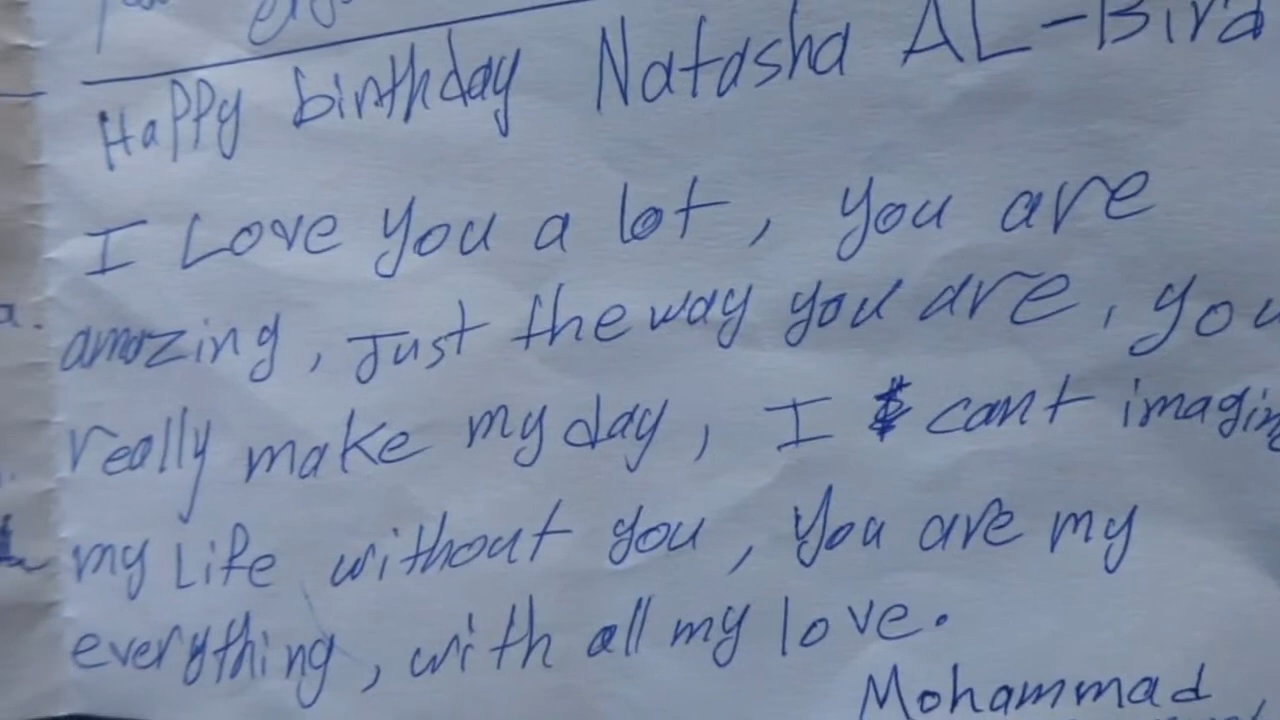 Happy birthday Natasha AL-Bird
I Love you a lot, you are
amazing, Just the way you are, you
really make my day, I cant imagin
my Life without you, You are my
everything, with all my love.
Mohammad